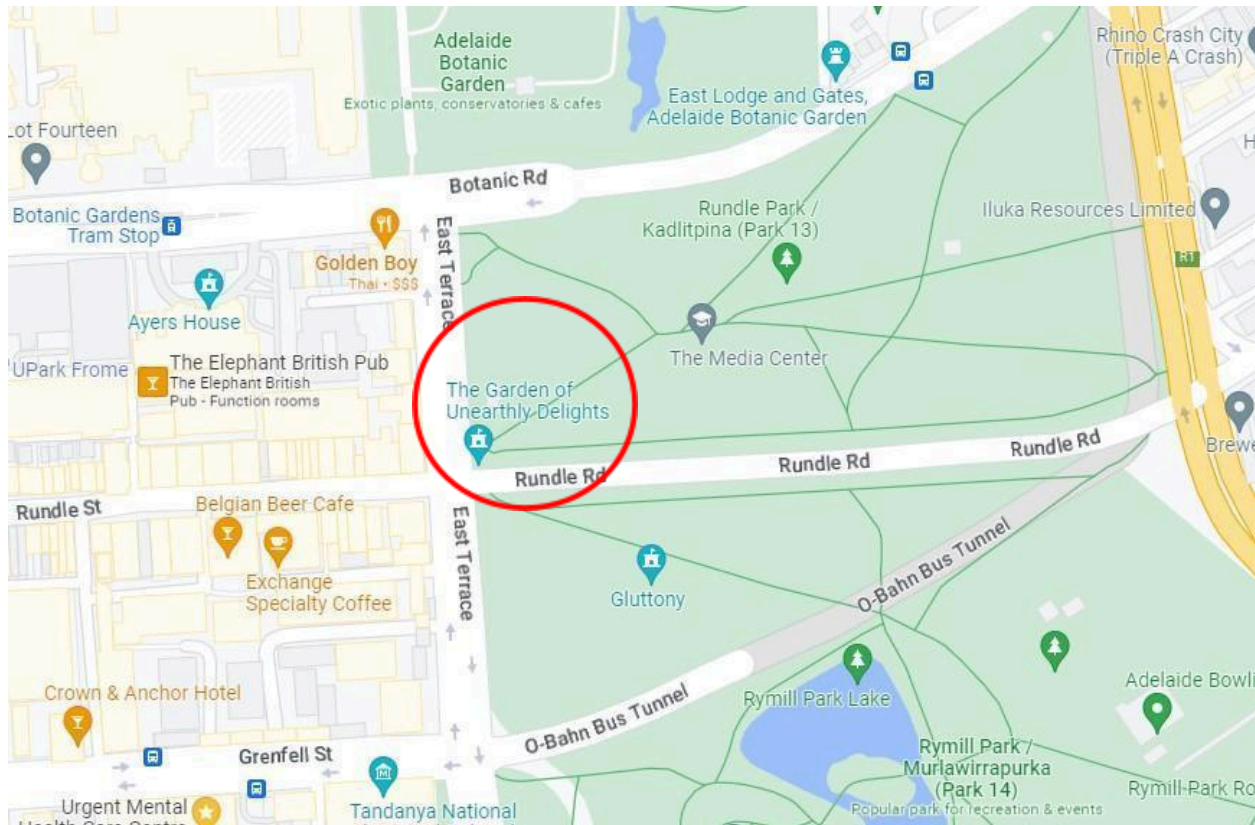 Adelaide
Botanic
Garden
Exotic plants, conservatories & cafes
Rhino Crash City
(Triple A Crash)
East Lodge and Gates,
Adelaide Botanic Garden
Lot Fourteen
Botanic Rd
Botanic Gardens
Tram Stop
Golden Boy
Thai • $$$
East Terrace
Rundle Park /
Kadlitpina (Park 13)
Iluka Resources Limited
R1
Ayers House
UPark Frome
The Elephant British Pub
The Elephant British
Pub - Function rooms
The Media Center
The Garden of
Unearthly Delights
Rundle Rd
Rundle Rd
Rundle Rd
Rundle St
Belgian Beer Cafe
Exchange
Specialty Coffee
East Terrace
Gluttony
O-Bahn Bus Tunnel
Crown & Anchor Hotel
Rymill Park Lake
O-Bahn Bus Tunnel
Grenfell St
Rymill Park /
Murlawirrapurka
(Park 14)
Popular park for recreation & events
Adelaide Bowli
Rymill Park Ro
Urgent Mental
Tandanya National